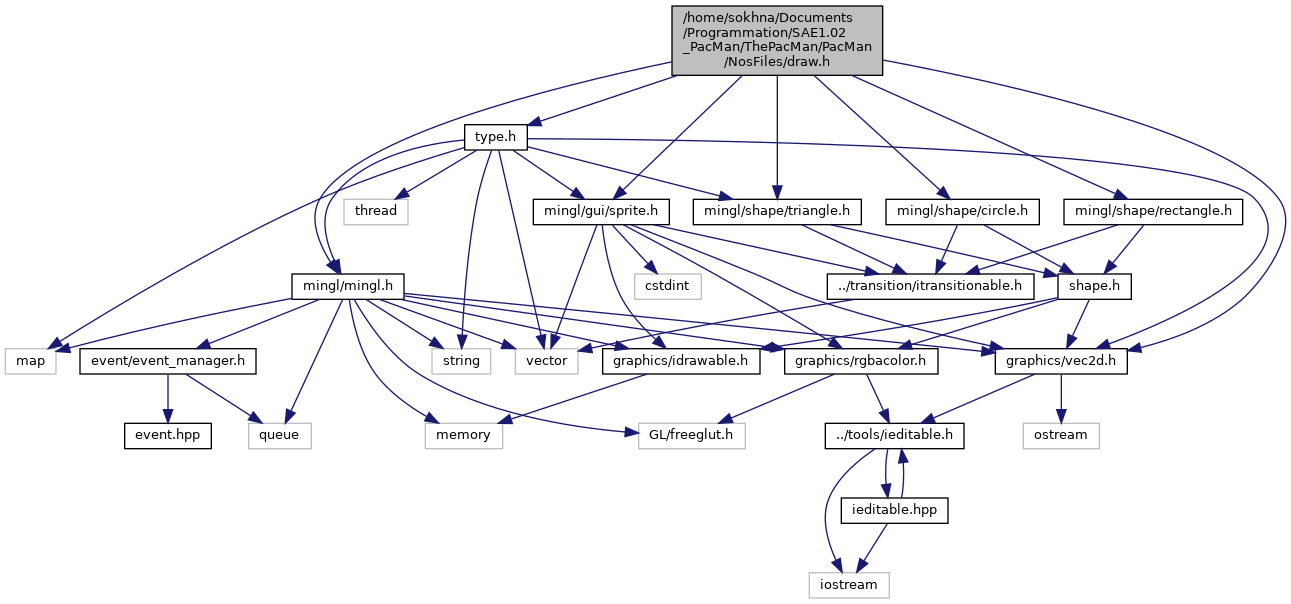 /home/sokhna/Documents
/Programmation/SAE1.02
_PacMan/ThePacMan/PacMan
/NosFiles/draw.h
type.h
thread
mingl/gui/sprite.h
mingl/shape/triangle.h
mingl/shape/circle.h
mingl/shape/rectangle.h
mingl/mingl.h
cstdint
../transition/itransitionable.h
shape.h
map
event/event_manager.h
string
vector
graphics/idrawable.h
graphics/rgbacolor.h
graphics/vec2d.h
event.hpp
queue
memory
GL/freeglut.h
../tools/ieditable.h
ostream
ieditable.hpp
iostream